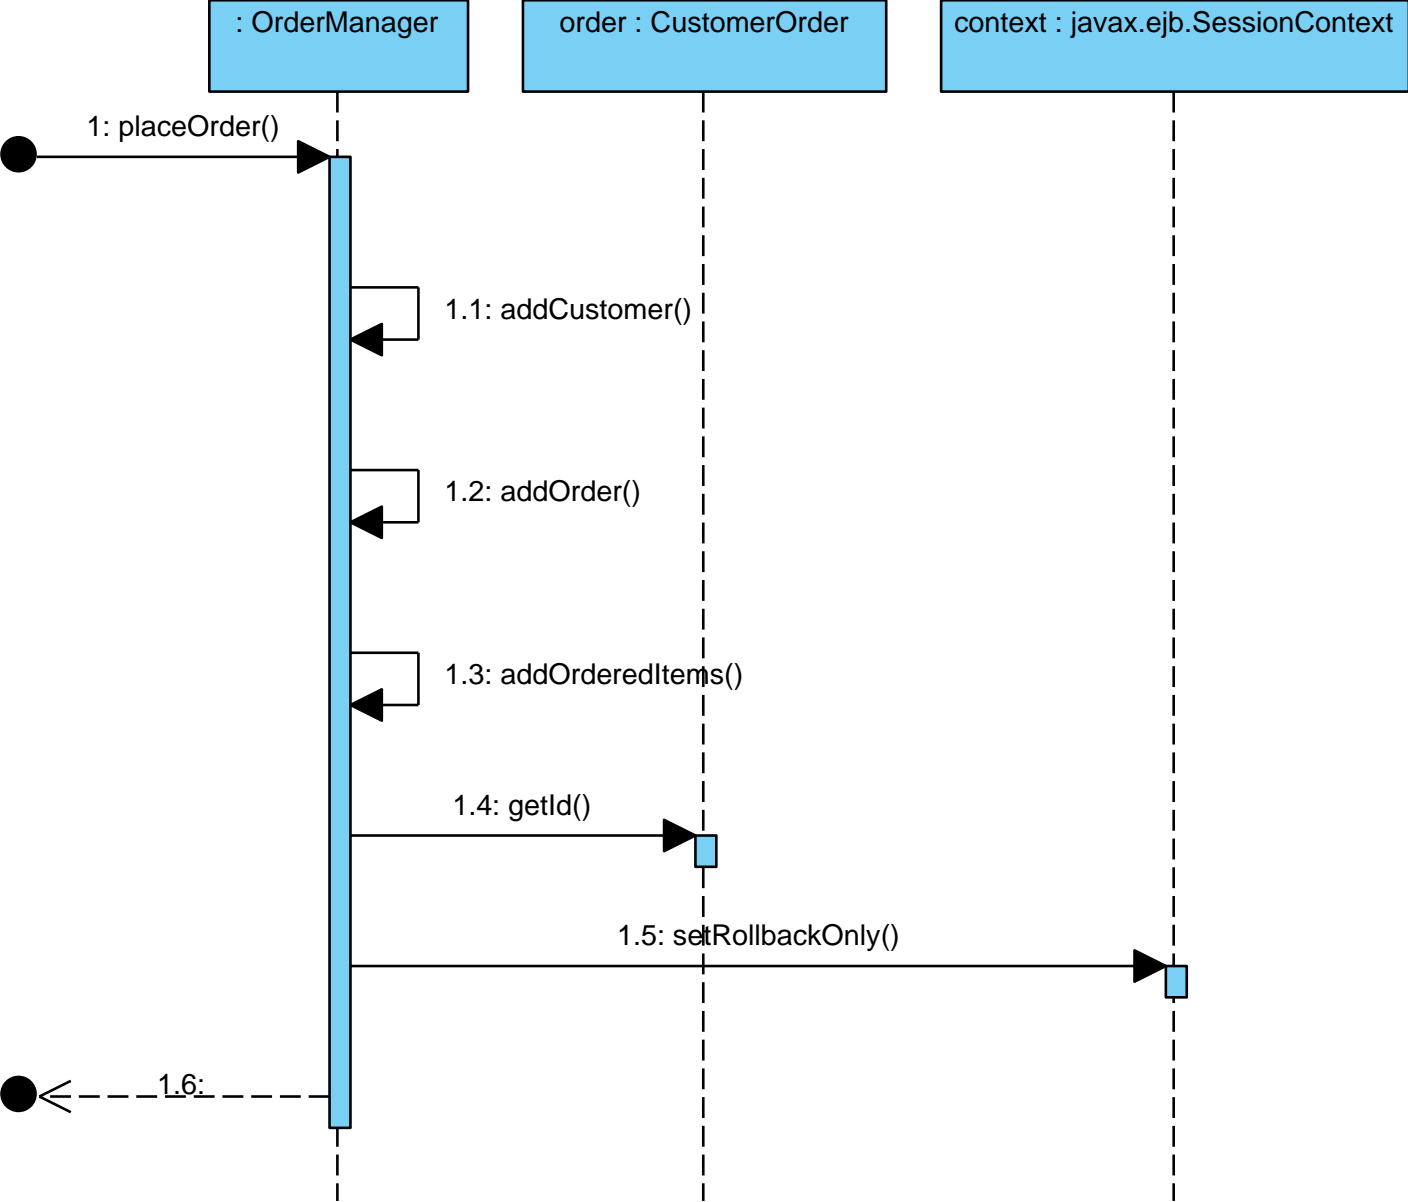 : OrderManager
order : CustomerOrder
context : javax.ejb.SessionContext
1: placeOrder()
1.1: addCustomer()
1.2: addOrder()
1.3: addOrderedItems()
1.4: getId()
1.5: setRollbackOnly()
1.6: